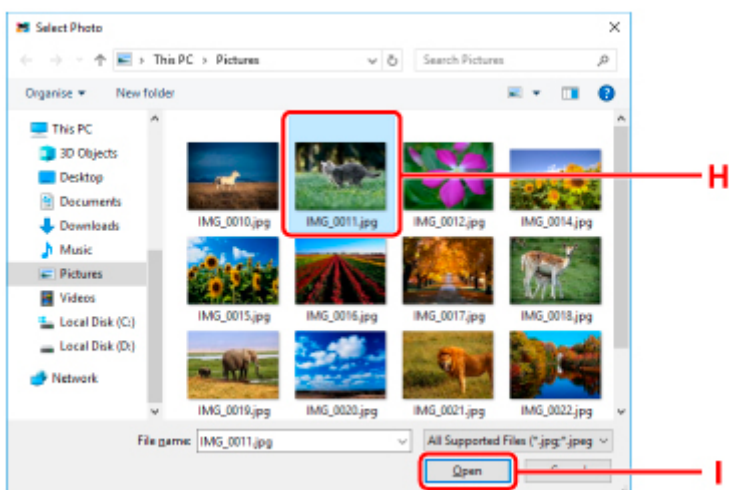 Select Photo
This PC > Pictures
Search Pictures
Organise
New folder
This PC
3D Objects
Desktop
Documents
Downloads
Music
Pictures
Videos
Local Disk (C:)
Local Disk (D:)
Network
IMG_0010.jpg IMG_0011.jpg IMG_0012.jpg IMG_0014.jpg
IMG_0015.jpg IMG_0016.jpg IMG_0017.jpg IMG_0018.jpg
IMG_0019.jpg IMG_0020.jpg IMG_0021.jpg IMG_0022.jpg
H
File name: IMG_0011.jpg
All Supported Files (*.jpg;*.jpeg
Open
I